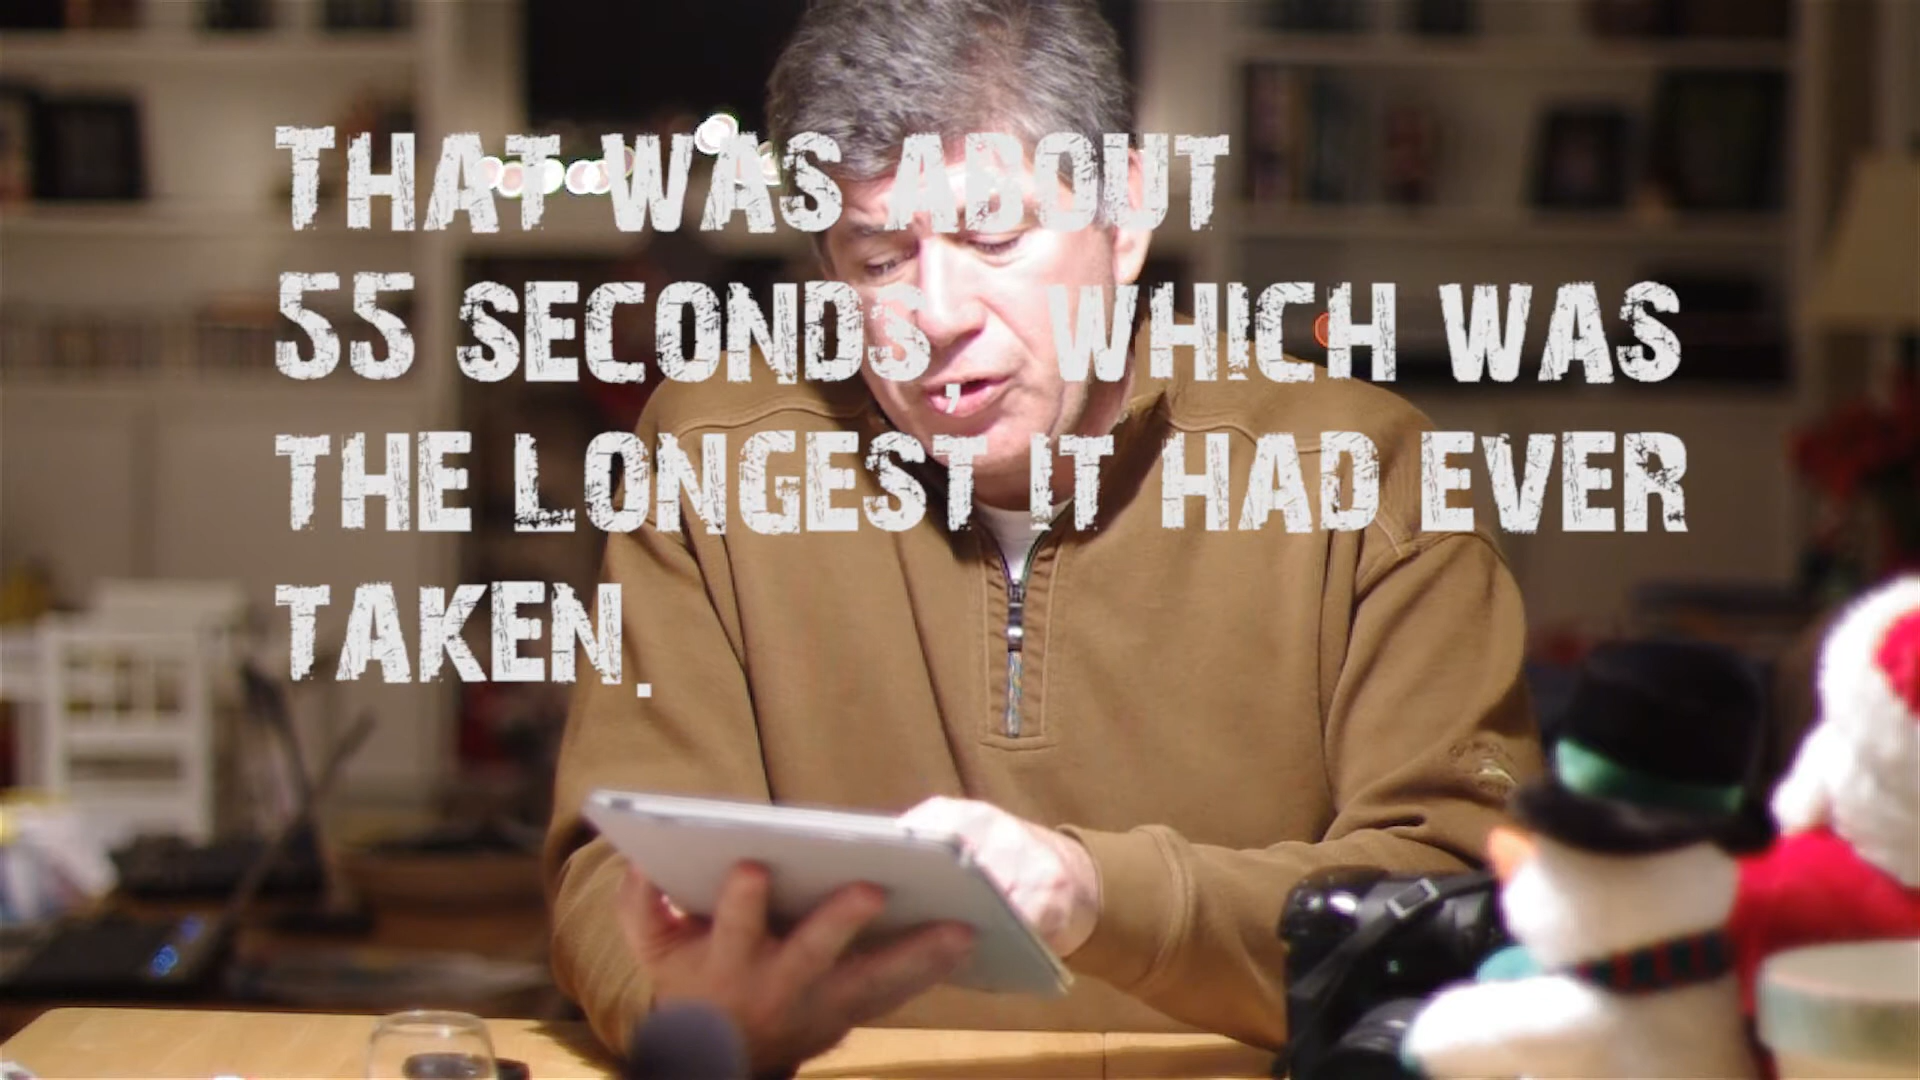 That was about
55 seconds, which was
the longest it had ever
taken.